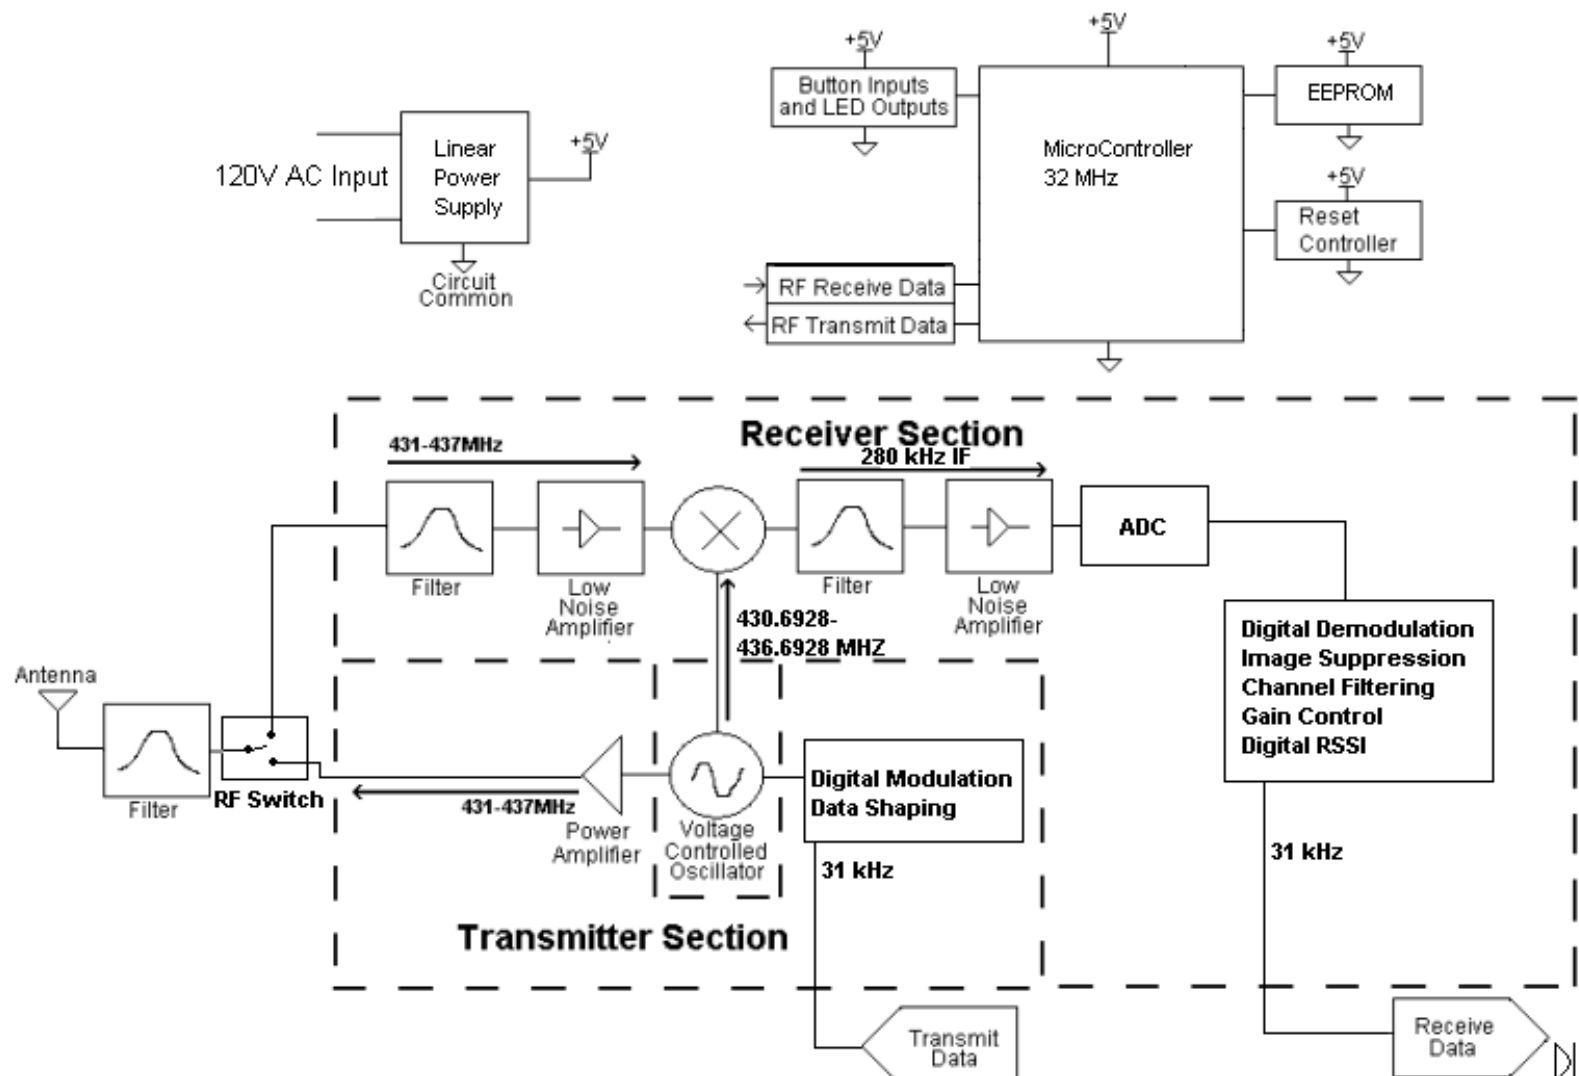 +5V
+5V
+5V
Button Inputs
and LED Outputs
EEPROM
MicroController
32 MHz
+5V
Linear
Power
Supply
120V AC Input
+5V
Reset
Controller
Circuit
Common
RF Receive Data
RF Transmit Data
Receiver Section
431-437MHz
280 kHz IF
ADC
Filter
Low
Noise
Amplifier
Filter
Low
Noise
Amplifier
430.6928-
436.6928 MHZ
Digital Demodulation
Image Suppression
Channel Filtering
Gain Control
Digital RSSI
Antenna
Filter
RF Switch
431-437MHz
Power
Amplifier
Voltage
Controlled
Oscillator
Digital Modulation
Data Shaping
31 kHz
31 kHz
Transmitter Section
Transmit
Data
Receive
Data